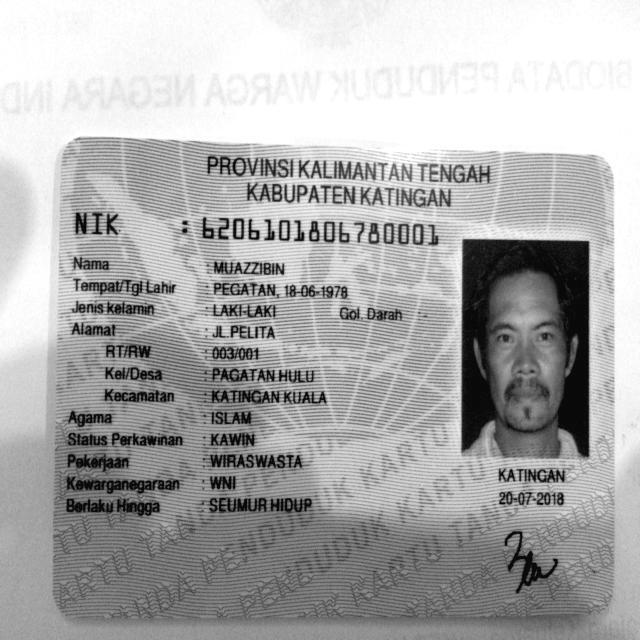 BIODATA PENDUDUK WARGA NEGARA IND
PROVINSI KALIMANTAN TENGAH
KABUPATEN KATINGAN
NIK : 6206101806780001
Nama : MUAZZIBIN
Tempat/Tgl Lahir : PEGATAN, 18-06-1978
Jenis kelamin : LAKI-LAKI Gol. Darah -
Alamat : JL PELITA
RT/RW : 003/001
Kel/Desa : PAGATAN HULU
Kecamatan : KATINGAN KUALA
Agama : ISLAM
Status Perkawinan : KAWIN
Pekerjaan : WIRASWASTA
Kewarganegaraan : WNI
Berlaku Hingga : SEUMUR HIDUP
KATINGAN
20-07-2018
KARTU TANDA PENDUDUK KARTU TANDA PENDUDUK